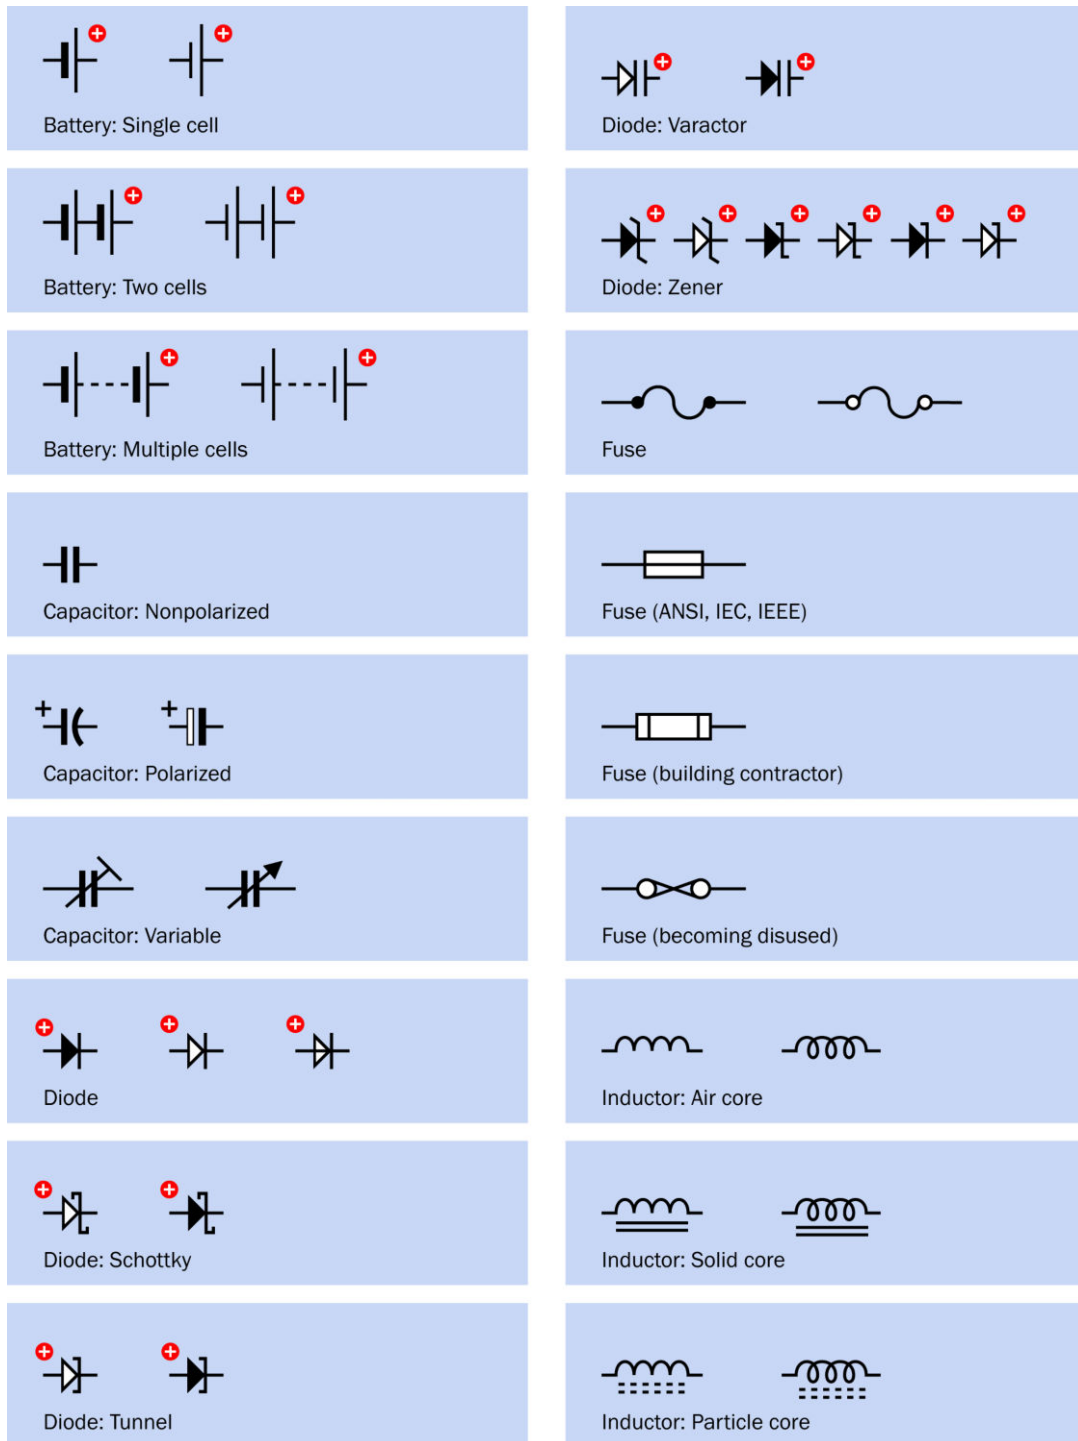 Battery: Single cell
Battery: Two cells
Battery: Multiple cells
Capacitor: Nonpolarized
Capacitor: Polarized
Capacitor: Variable
Diode
Diode: Schottky
Diode: Tunnel
Diode: Varactor
Diode: Zener
Fuse
Fuse (ANSI, IEC, IEEE)
Fuse (building contractor)
Fuse (becoming disused)
Inductor: Air core
Inductor: Solid core
Inductor: Particle core